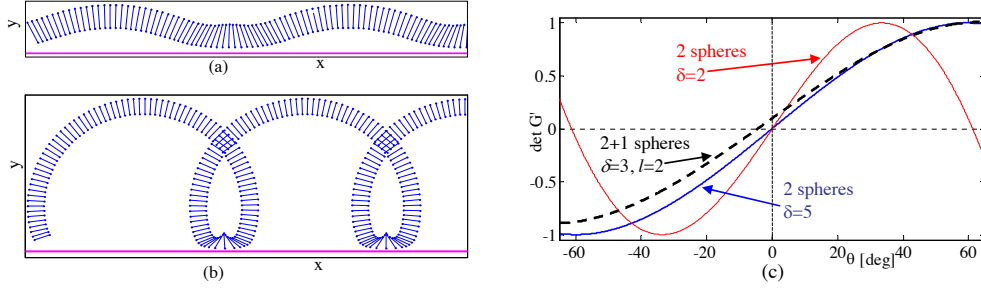 y
(a)
x
y
(b)
x
det G'
1
0.5
0
-0.5
-1
2 spheres
δ=2
2+1 spheres
δ=3, l=2
2 spheres
δ=5
-60 -40 -20 0 20 40 60
θ [deg]
(c)